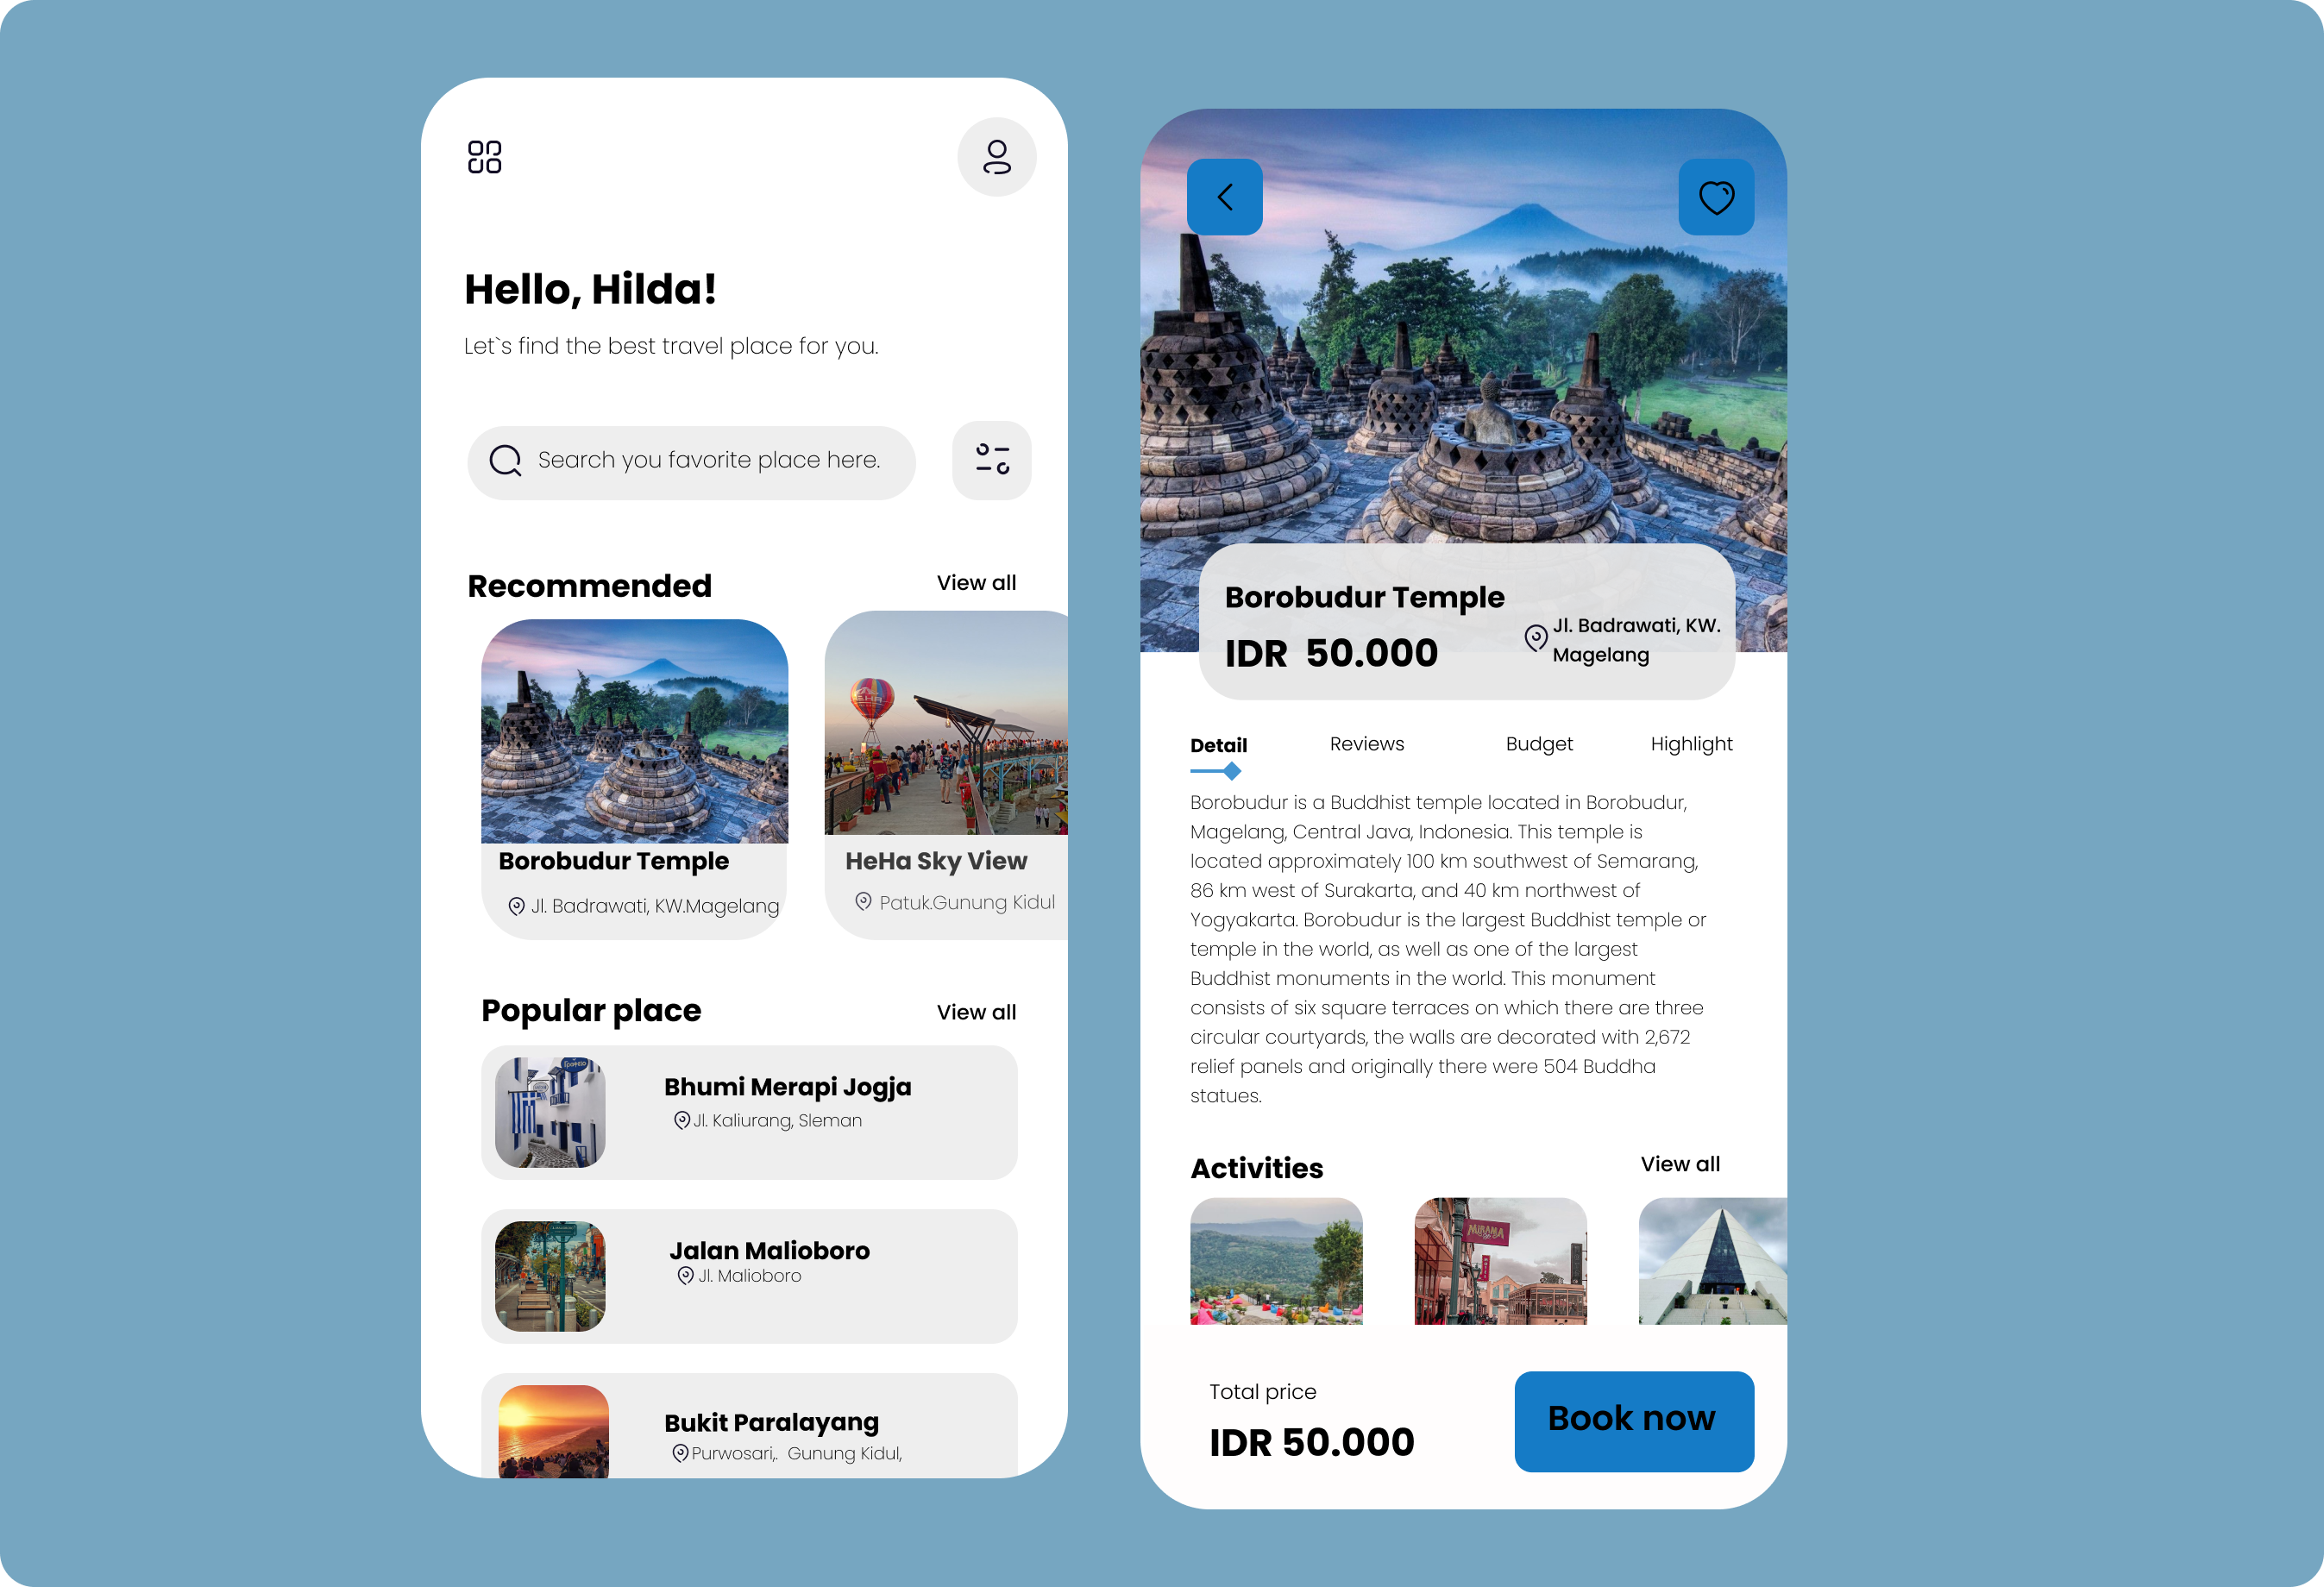 Hello, Hilda!
Let`s find the best travel place for you.
Search you favorite place here.
Recommended
View all
Borobudur Temple
Jl. Badrawati, KW.Magelang
HeHa Sky View
Patuk.Gunung Kidul
Popular place
View all
Bhumi Merapi Jogja
Jl. Kaliurang, Sleman
Jalan Malioboro
Jl. Malioboro
Bukit Paralayang
Purwosari,.  Gunung Kidul,
Borobudur Temple
IDR  50.000
Jl. Badrawati, KW.
Magelang
Detail
Reviews
Budget
Highlight
Borobudur is a Buddhist temple located in Borobudur,
Magelang, Central Java, Indonesia. This temple is
located approximately 100 km southwest of Semarang,
86 km west of Surakarta, and 40 km northwest of
Yogyakarta. Borobudur is the largest Buddhist temple or
temple in the world, as well as one of the largest
Buddhist monuments in the world. This monument
consists of six square terraces on which there are three
circular courtyards, the walls are decorated with 2,672
relief panels and originally there were 504 Buddha
statues.
Activities
View all
MIRAMA
Total price
IDR 50.000
Book now